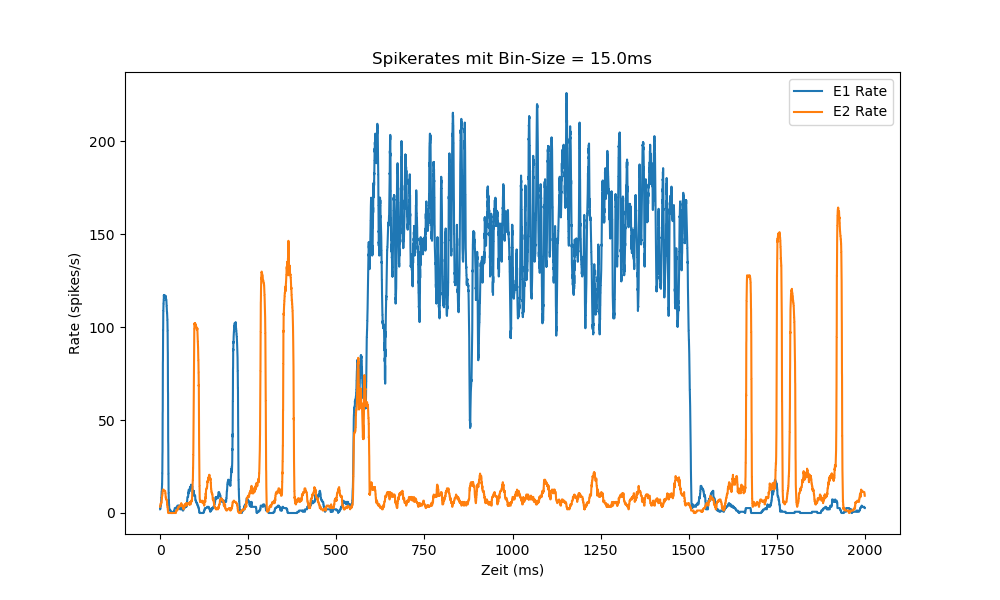 Spikerates mit Bin-Size = 15.0ms
E1 Rate
E2 Rate
200
150
100
50
0
Rate (spikes/s)
0 250 500 750 1000 1250 1500 1750 2000
Zeit (ms)